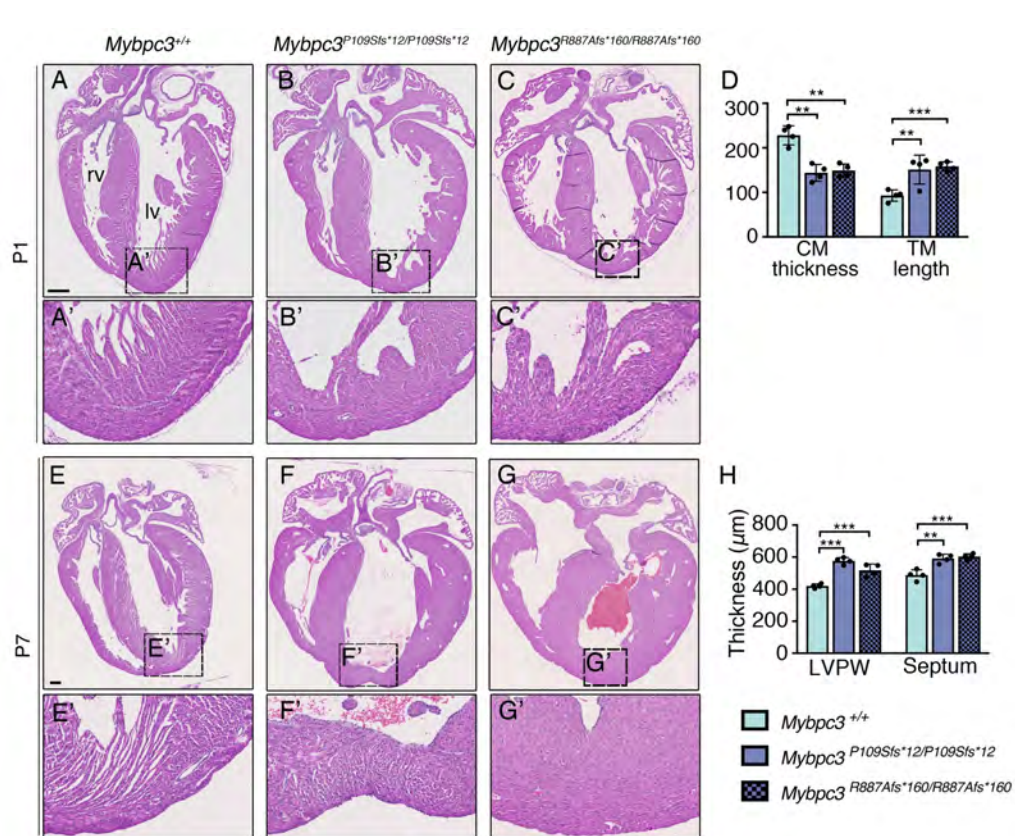 Mybpc3+/+
Mybpc3P109Sfs*12/P109Sfs*12
Mybpc3R887Afs*160/R887Afs*160
P1
A
rv
lv
A'
B
B'
C
C'
D
300
200
100
0
**
**
***
**
CM
thickness
TM
length
A'
B'
C'
P7
E
E'
F
F'
G
G'
H
Thickness (µm)
800
600
400
200
0
***
***
***
**
LVPW
Septum
E'
F'
G'
Mybpc3 +/+
Mybpc3 P109Sfs*12/P109Sfs*12
Mybpc3 R887Afs*160/R887Afs*160